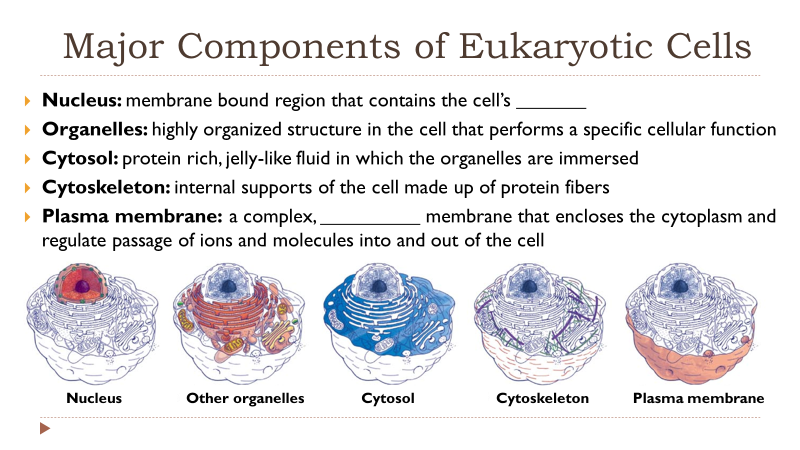 Major Components of Eukaryotic Cells
Nucleus: membrane bound region that contains the cell's _______
Organelles: highly organized structure in the cell that performs a specific cellular function
Cytosol: protein rich, jelly-like fluid in which the organelles are immersed
Cytoskeleton: internal supports of the cell made up of protein fibers
Plasma membrane: a complex, __________ membrane that encloses the cytoplasm and
regulate passage of ions and molecules into and out of the cell
Nucleus
Other organelles
Cytosol
Cytoskeleton
Plasma membrane